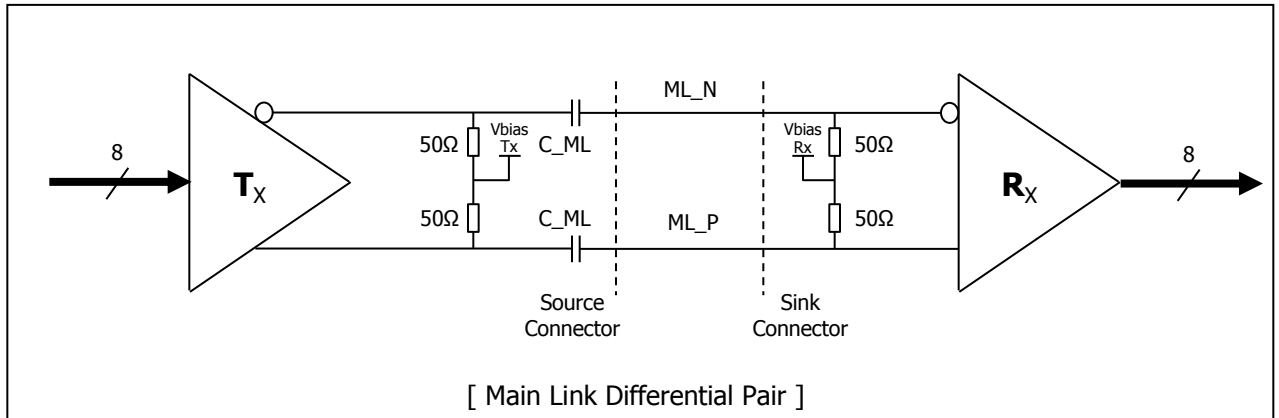 ML_N
8
Vbias
Tx
Vbias
Rx
50Ω
C_ML
50Ω
8
TX
RX
50Ω
C_ML
ML_P
50Ω
Source
Connector
Sink
Connector
[ Main Link Differential Pair ]